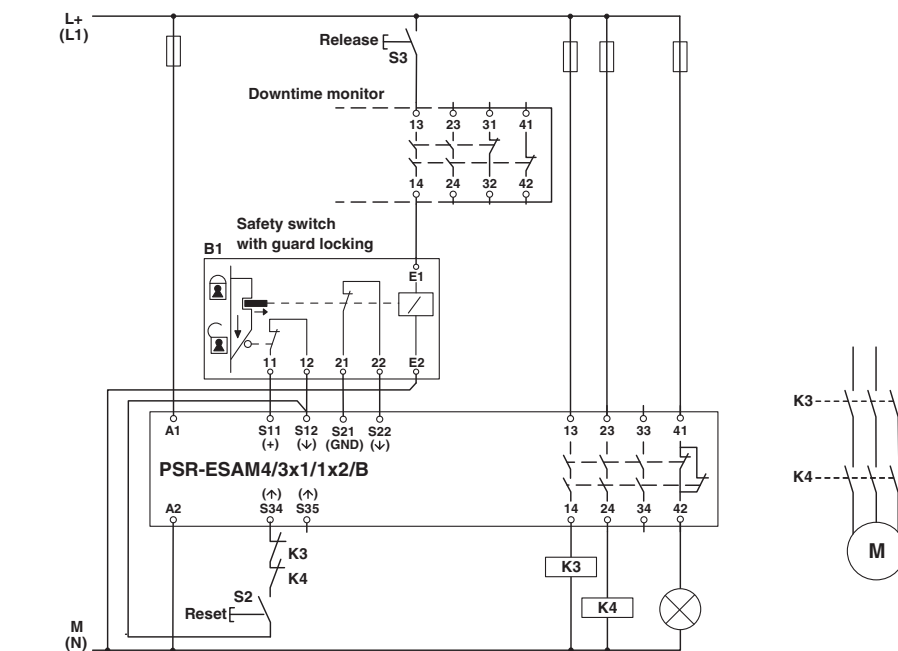 L+
(L1)
Release
S3
Downtime monitor
13 23 31 41
14 24 32 42
Safety switch
with guard locking
B1
E1
11 12 21 22 E2
A1 S11 S12 S21 S22 13 23 33 41
(+) (↓) (GND) (↓)
PSR-ESAM4/3x1/1x2/B
(↑) (↑)
A2 S34 S35 14 24 34 42
K3
K4
S2
Reset
K3
K4
M
(N)
K3
K4
M